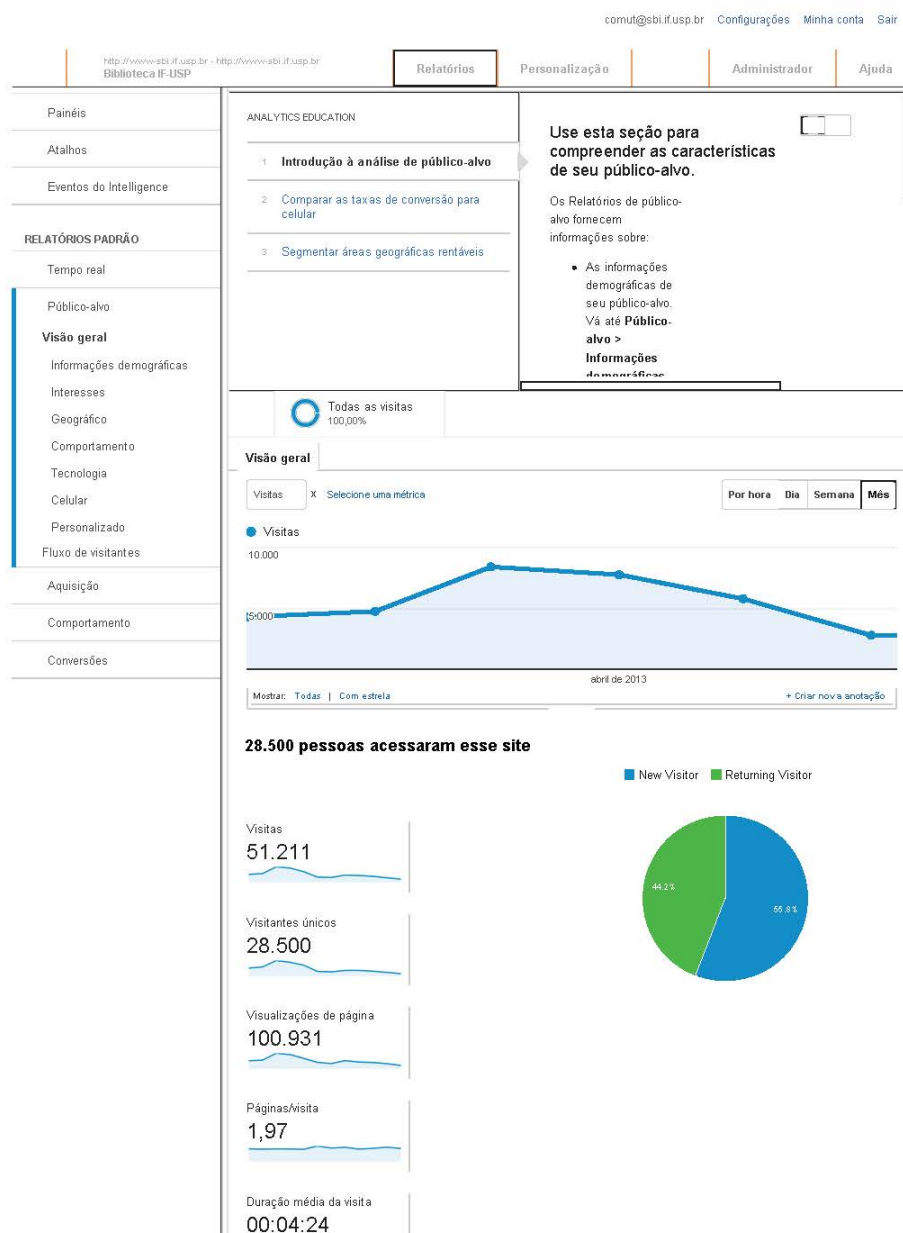 comut@sbi.if.usp.br Configurações Minha conta Sair
http://www-sbi.if.usp.br - http://www-sbi.if.usp.br
Biblioteca IF-USP
Relatórios Personalização Administrador Ajuda
Painéis
Atalhos
Eventos do Intelligence
RELATÓRIOS PADRÃO
Tempo real
Público-alvo
Visão geral
Informações demográficas
Interesses
Geográfico
Comportamento
Tecnologia
Celular
Personalizado
Fluxo de visitantes
Aquisição
Comportamento
Conversões
ANALYTICS EDUCATION
1 Introdução à análise de público-alvo
2 Comparar as taxas de conversão para
celular
3 Segmentar áreas geográficas rentáveis
Use esta seção para
compreender as características
de seu público-alvo.
Os Relatórios de público-
alvo fornecem
informações sobre:
• As informações
demográficas de
seu público-alvo.
Vá até Público-
alvo >
Informações
demográficas
Todas as visitas
100,00%
Visão geral
Visitas X Selecione uma métrica
Por hora Dia Semana Mês
Visitas
10.000
5.000
abril de 2013
Mostrar: Todas | Com estrela
+ Criar nova anotação
28.500 pessoas acessaram esse site
New Visitor Returning Visitor
44.2%
55.8%
Visitas
51.211
Visitantes únicos
28.500
Visualizações de página
100.931
Páginas/visita
1,97
Duração média da visita
00:04:24